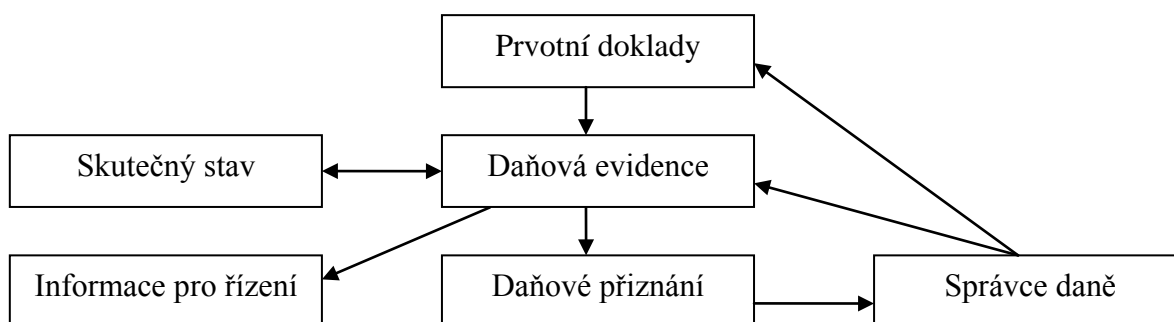 Prvotní doklady
Skutečný stav
Daňová evidence
Informace pro řízení
Daňové přiznání
Správce daně